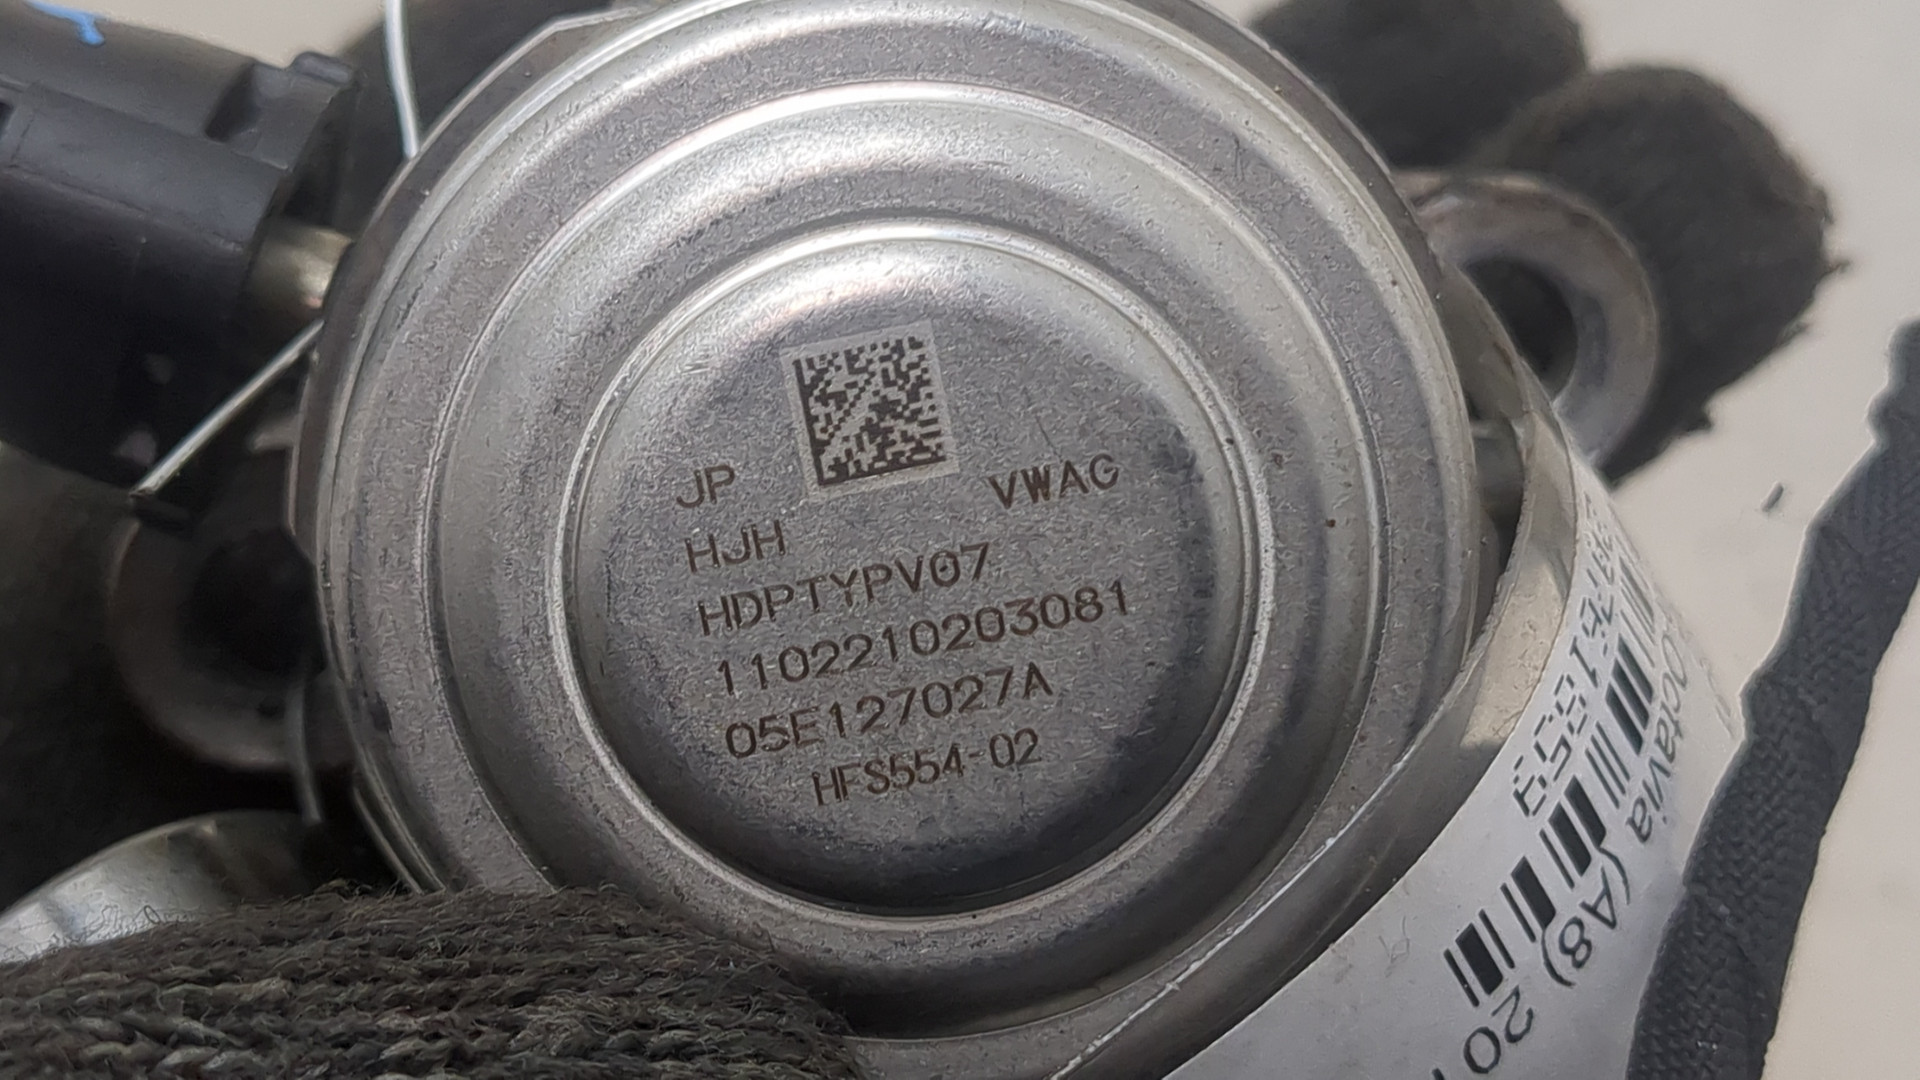 JP VWAG
HJH
HDPTYPV07
1102210203081
05E127027A
HFS554-02
Octavia (A8) 20